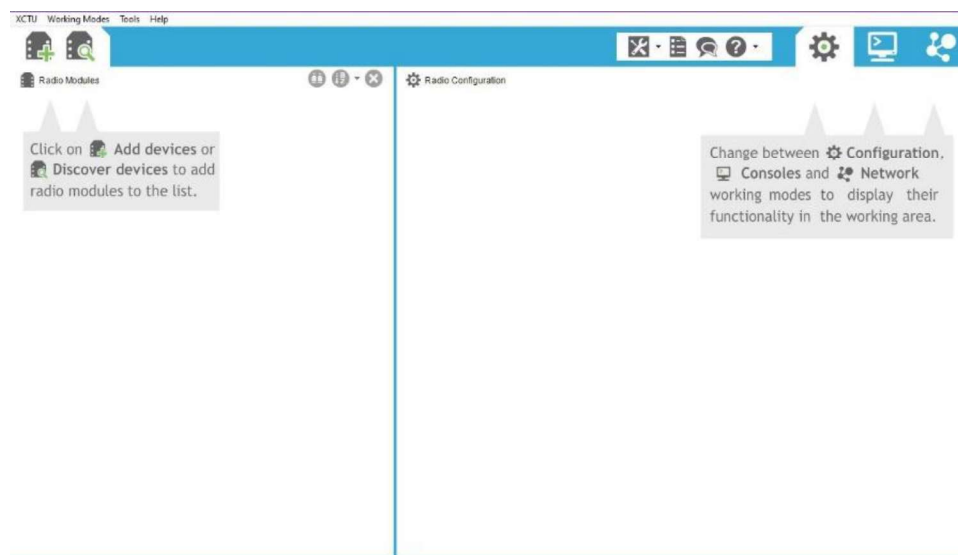 XCTU Working Modes Tools Help
Radio Modules
Radio Configuration
Click on Add devices or
Discover devices to add
radio modules to the list.
Change between Configuration,
Consoles and Network
working modes to display their
functionality in the working area.